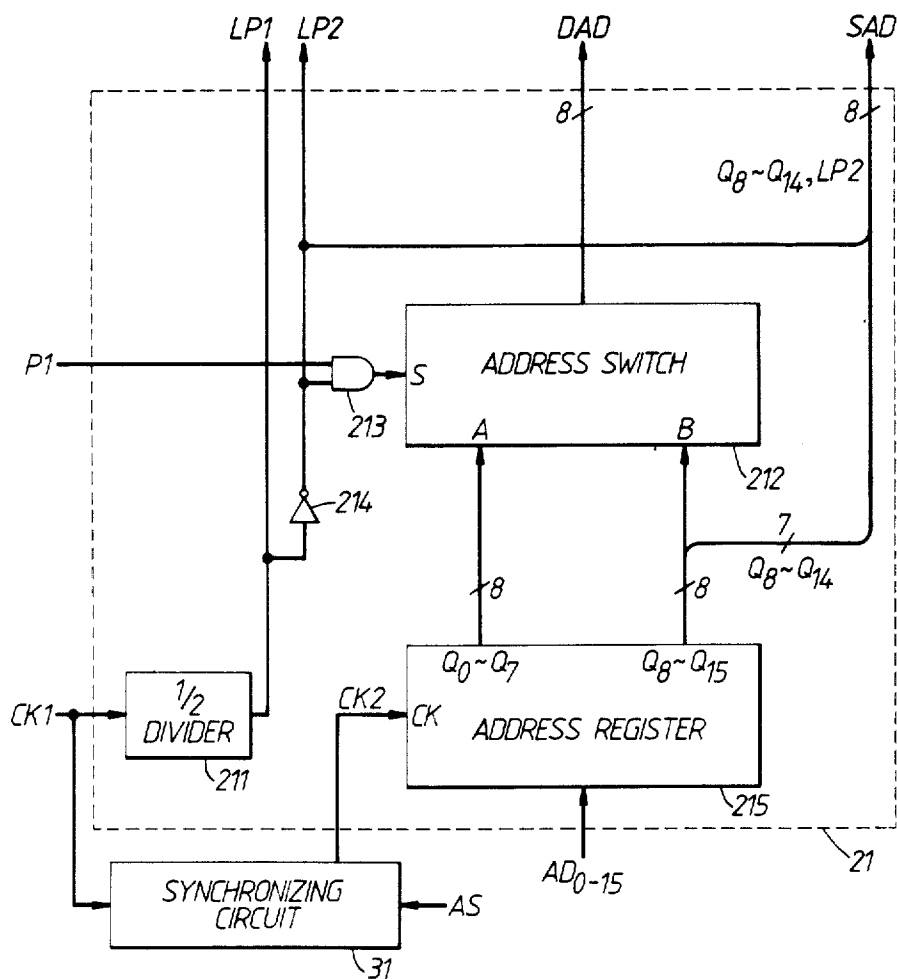 LP1 LP2 DAD SAD
8 8
Q8~Q14, LP2
P1
S
ADDRESS SWITCH
213
A B
212
214
7
Q8~Q14
8 8
Q0~Q7 Q8~Q15
CK1
1/2
DIVIDER
CK2
CK
ADDRESS REGISTER
211
215
21
AD0-15
SYNCHRONIZING
CIRCUIT
AS
31